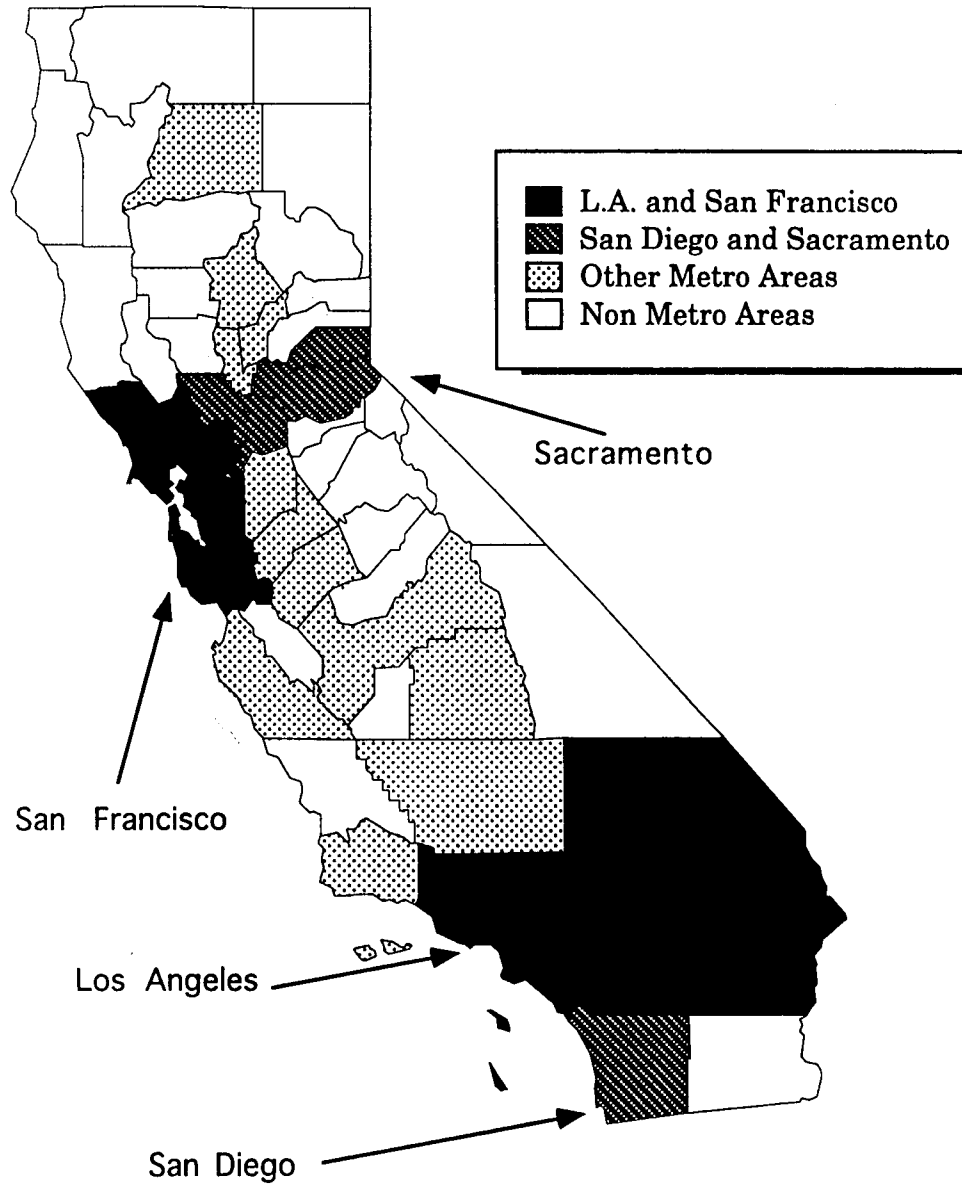 L.A. and San Francisco
San Diego and Sacramento
Other Metro Areas
Non Metro Areas
Sacramento
San Francisco
Los Angeles
San Diego